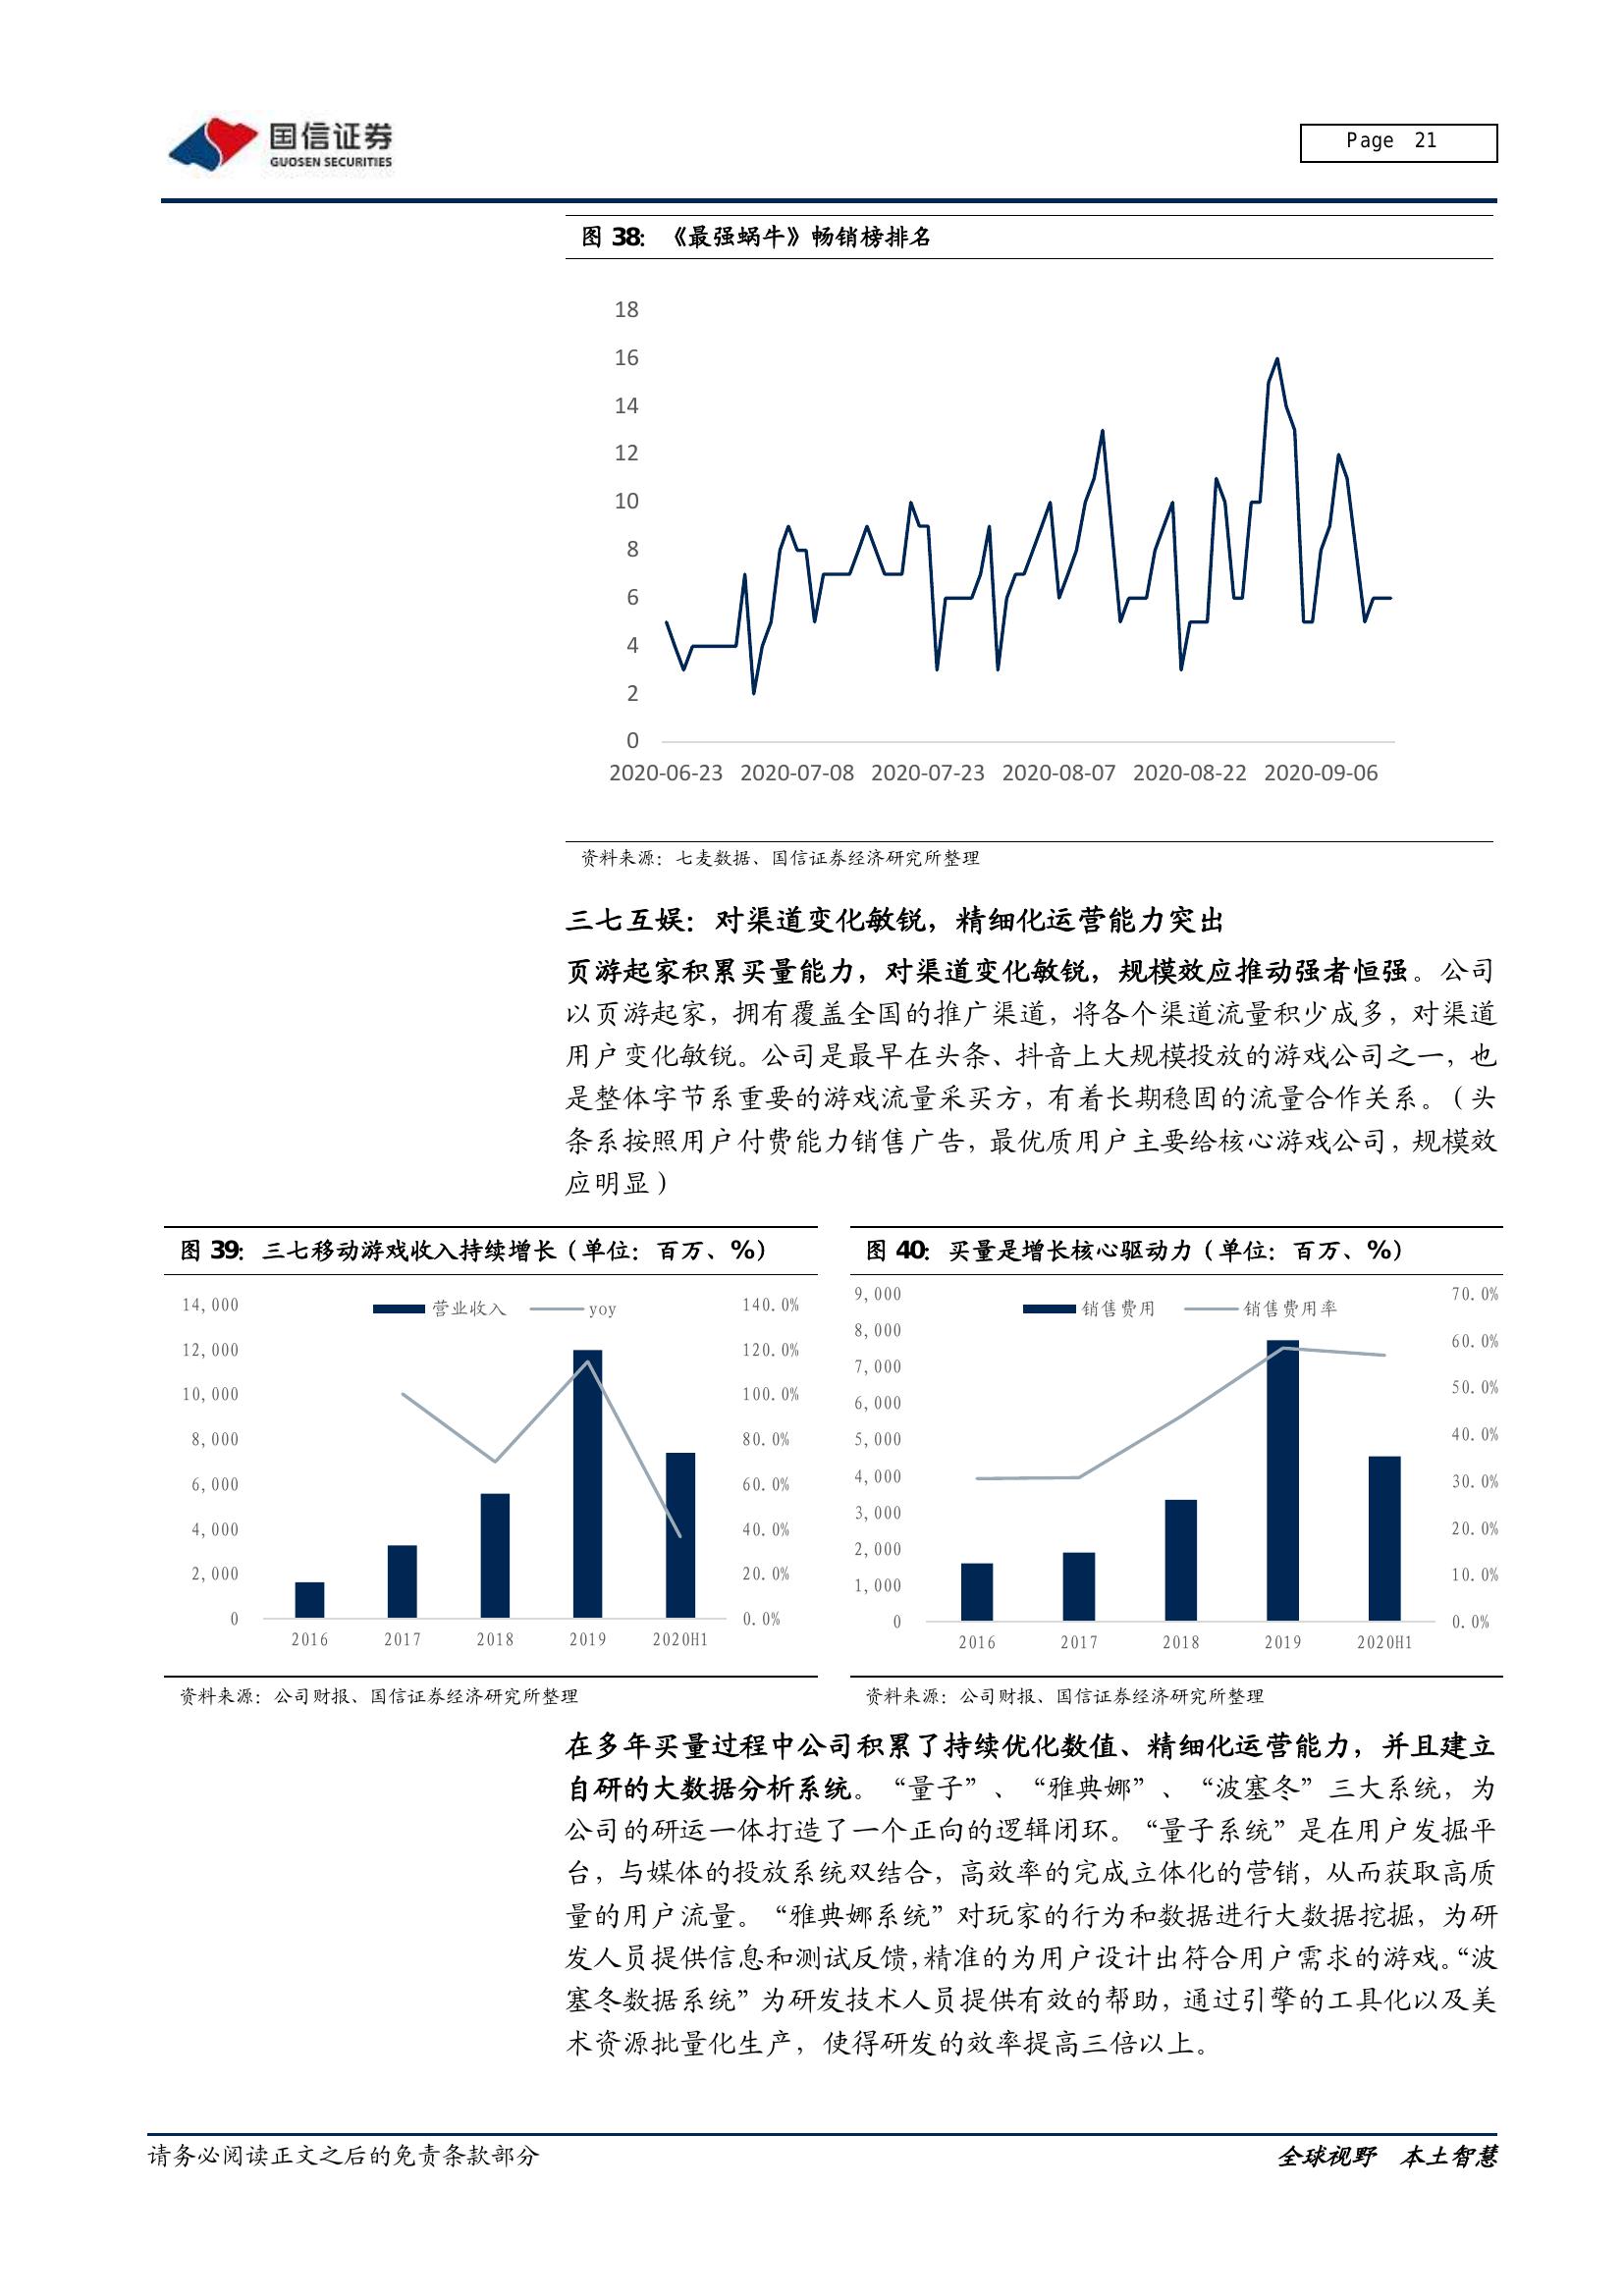 国信证券
GUOSEN SECURITIES
Page 21
图 38：《最强蜗牛》畅销榜排名
18
16
14
12
10
8
6
4
2
0
2020-06-23 2020-07-08 2020-07-23 2020-08-07 2020-08-22 2020-09-06
资料来源：七麦数据、国信证券经济研究所整理
三七互娱：对渠道变化敏锐，精细化运营能力突出
页游起家积累买量能力，对渠道变化敏锐，规模效应推动强者恒强。公司
以页游起家，拥有覆盖全国的推广渠道，将各个渠道流量积少成多，对渠道
用户变化敏锐。公司是最早在头条、抖音上大规模投放的游戏公司之一，也
是整体字节系重要的游戏流量采买方，有着长期稳固的流量合作关系。（头
条系按照用户付费能力销售广告，最优质用户主要给核心游戏公司，规模效
应明显）
图 39：三七移动游戏收入持续增长（单位：百万、%）
营业收入 yoy
14,000
12,000
10,000
8,000
6,000
4,000
2,000
0
140.0%
120.0%
100.0%
80.0%
60.0%
40.0%
20.0%
0.0%
2016 2017 2018 2019 2020H1
资料来源：公司财报、国信证券经济研究所整理
图 40：买量是增长核心驱动力（单位：百万、%）
销售费用 销售费用率
9,000
8,000
7,000
6,000
5,000
4,000
3,000
2,000
1,000
0
70.0%
60.0%
50.0%
40.0%
30.0%
20.0%
10.0%
0.0%
2016 2017 2018 2019 2020H1
资料来源：公司财报、国信证券经济研究所整理
在多年买量过程中公司积累了持续优化数值、精细化运营能力，并且建立
自研的大数据分析系统。“量子”、“雅典娜”、“波塞冬”三大系统，为
公司的研运一体打造了一个正向的逻辑闭环。“量子系统”是在用户发掘平
台，与媒体的投放系统双结合，高效率的完成立体化的营销，从而获取高质
量的用户流量。“雅典娜系统”对玩家的行为和数据进行大数据挖掘，为研
发人员提供信息和测试反馈，精准的为用户设计出符合用户需求的游戏。“波
塞冬数据系统”为研发技术人员提供有效的帮助，通过引擎的工具化以及美
术资源批量化生产，使得研发的效率提高三倍以上。
请务必阅读正文之后的免责条款部分
全球视野 本土智慧